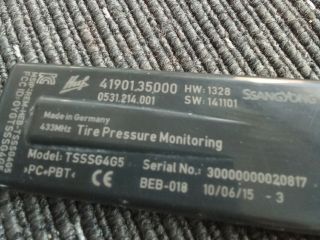 41901.35000 HW: 1328
0531.214.001 SW: 141101
SSANGYONG
Made in Germany
433MHz Tire Pressure Monitoring
Model: TSSSG4G5 Serial No.: 30000000020817
>PC+PBT< BEB-018 10/06/15 - 3